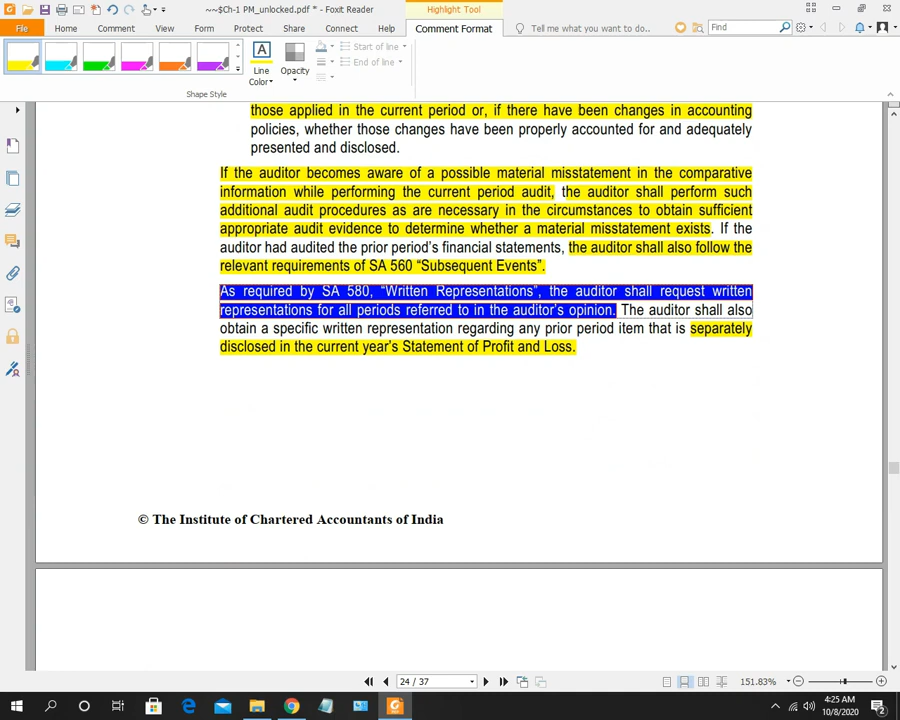 ~~$Ch-1 PM_unlocked.pdf * - Foxit Reader
Highlight Tool
File Home Comment View Form Protect Share Connect Help Comment Format
Tell me what you want to do..
Find
Line Color
Opacity
Start of line
End of line
Shape Style
those applied in the current period or, if there have been changes in accounting
policies, whether those changes have been properly accounted for and adequately
presented and disclosed.
If the auditor becomes aware of a possible material misstatement in the comparative
information while performing the current period audit, the auditor shall perform such
additional audit procedures as are necessary in the circumstances to obtain sufficient
appropriate audit evidence to determine whether a material misstatement exists. If the
auditor had audited the prior period’s financial statements, the auditor shall also follow the
relevant requirements of SA 560 “Subsequent Events”.
As required by SA 580, “Written Representations”, the auditor shall request written
representations for all periods referred to in the auditor’s opinion. The auditor shall also
obtain a specific written representation regarding any prior period item that is separately
disclosed in the current year’s Statement of Profit and Loss.
© The Institute of Chartered Accountants of India
24 / 37
151.83%
4:25 AM
10/8/2020
2